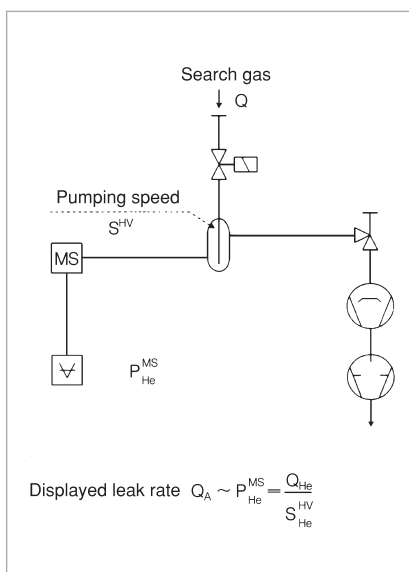 Search gas
Q
Pumping speed
S^HV
MS
P_He^MS
Displayed leak rate Q_A ~ P_He^MS = Q_He / S_He^HV